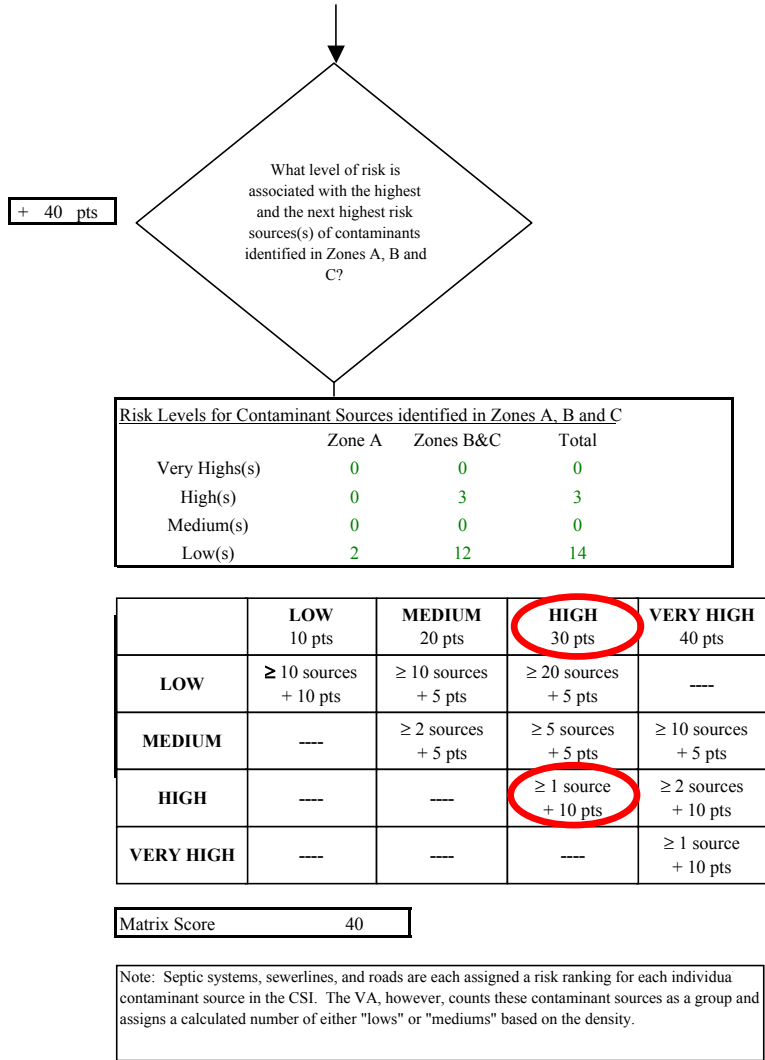 What level of risk is
associated with the highest
and the next highest risk
sources(s) of contaminants
identified in Zones A, B and
C?
+ 40 pts
Risk Levels for Contaminant Sources identified in Zones A, B and C
Zone A Zones B&C Total
Very Highs(s) 0 0 0
High(s) 0 3 3
Medium(s) 0 0 0
Low(s) 2 12 14
LOW MEDIUM HIGH VERY HIGH
10 pts 20 pts 30 pts 40 pts
LOW ≥ 10 sources ≥ 10 sources ≥ 20 sources ----
+ 10 pts + 5 pts + 5 pts
MEDIUM ---- ≥ 2 sources ≥ 5 sources ≥ 10 sources
+ 5 pts + 5 pts + 5 pts
HIGH ---- ---- ≥ 1 source ≥ 2 sources
+ 10 pts + 10 pts
VERY HIGH ---- ---- ---- ≥ 1 source
+ 10 pts
Matrix Score 40
Note: Septic systems, sewerlines, and roads are each assigned a risk ranking for each individua
contaminant source in the CSI. The VA, however, counts these contaminant sources as a group and
assigns a calculated number of either "lows" or "mediums" based on the density.